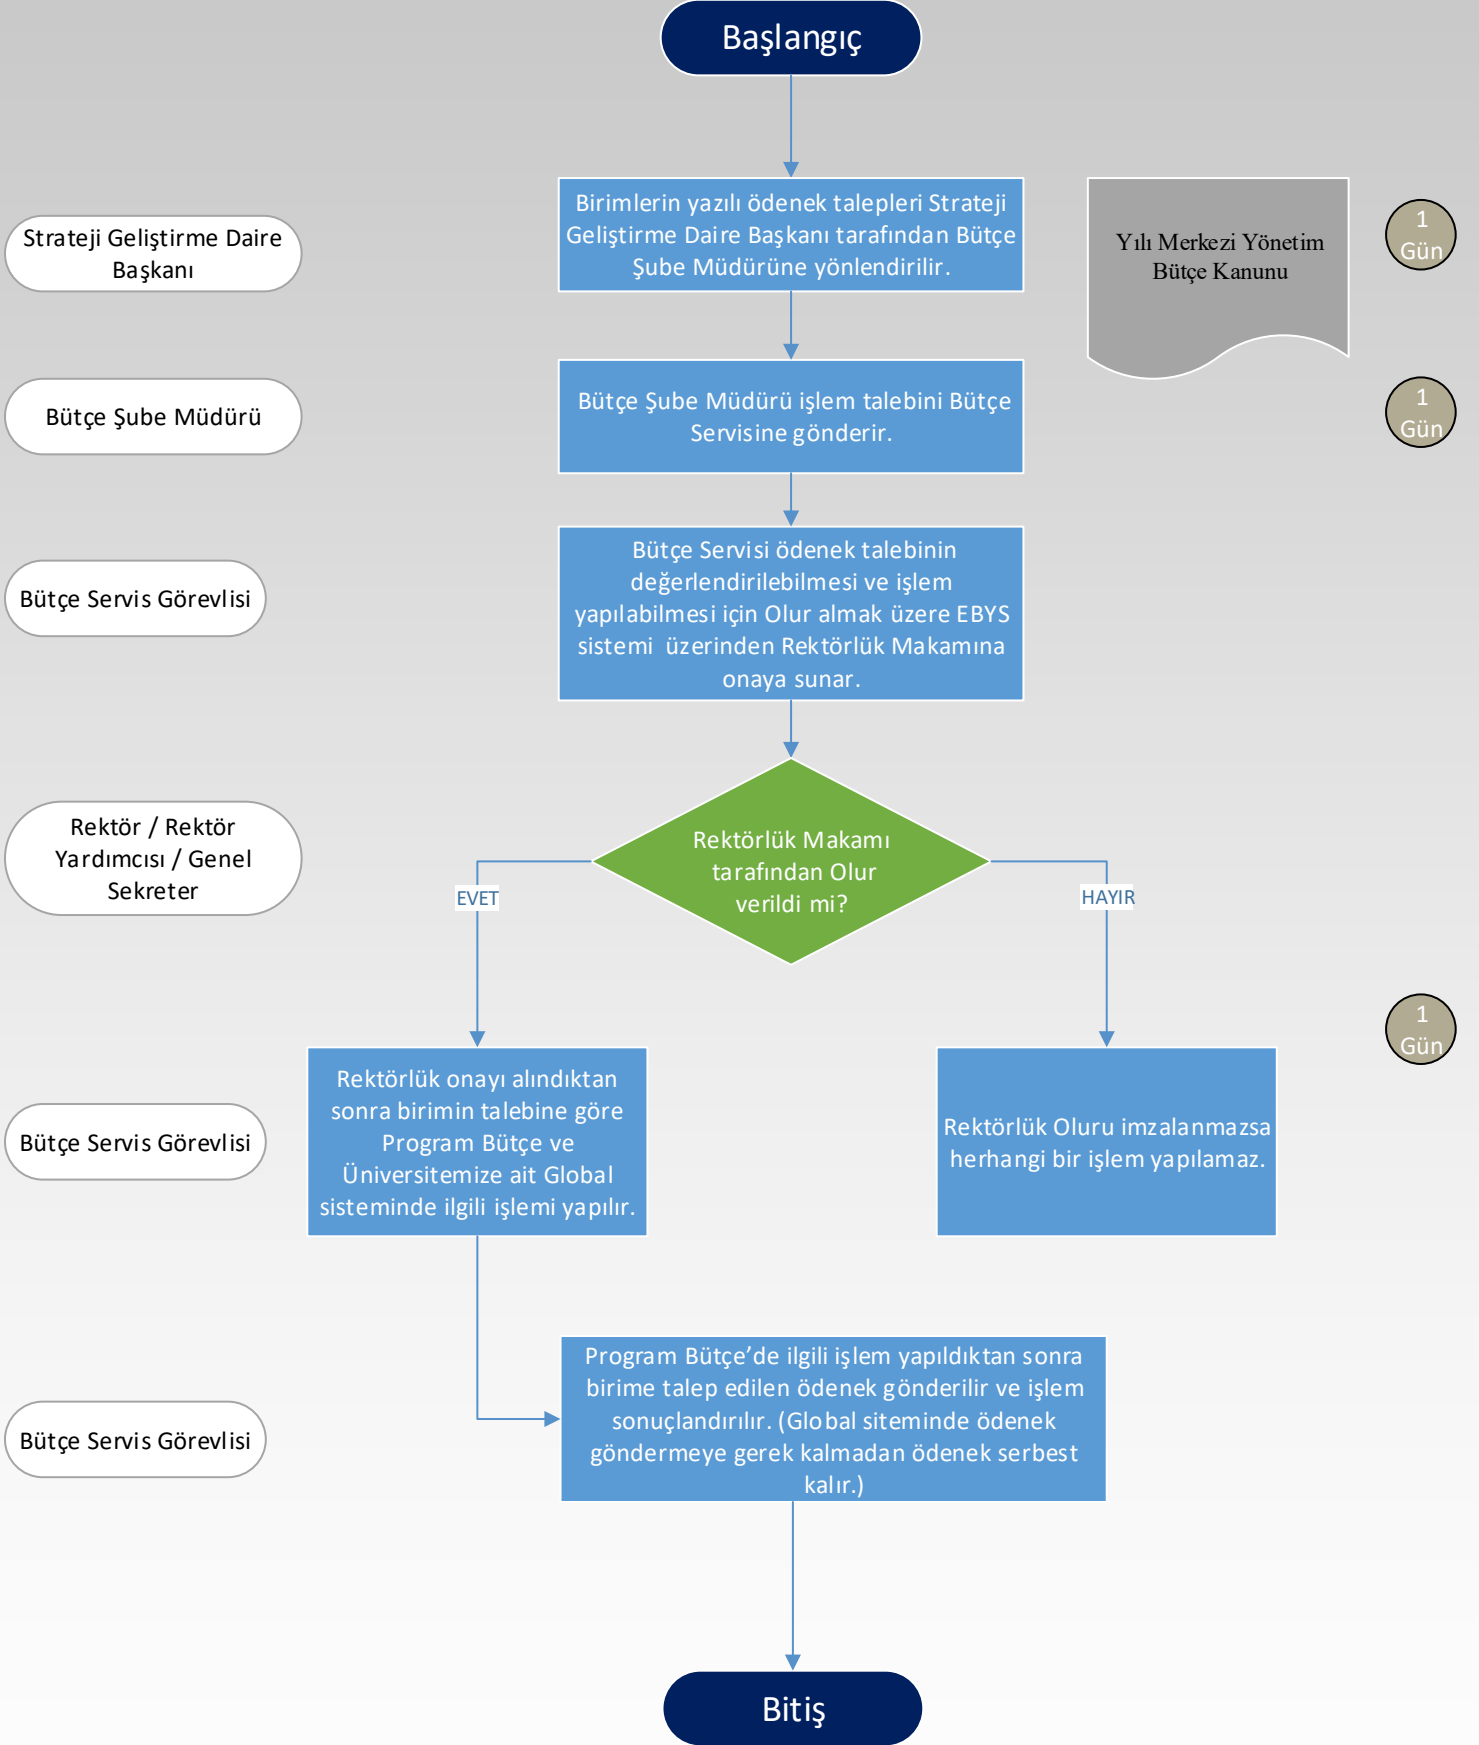 Başlangıç
Strateji Geliştirme Daire
Başkanı
Birimlerin yazılı ödenek talepleri Strateji
Geliştirme Daire Başkanı tarafından Bütçe
Şube Müdürüne yönlendirilir.
Yılı Merkezi Yönetim
Bütçe Kanunu
1
Gün
Bütçe Şube Müdürü
Bütçe Şube Müdürü işlem talebini Bütçe
Servisine gönderir.
1
Gün
Bütçe Servis Görevlisi
Bütçe Servisi ödenek talebinin
değerlendirilebilmesi ve işlem
yapılabilmesi için Olur almak üzere EBYS
sistemi üzerinden Rektörlük Makamına
onaya sunar.
Rektör / Rektör
Yardımcısı / Genel
Sekreter
Rektörlük Makamı
tarafından Olur
verildi mi?
EVET
HAYIR
1
Gün
Bütçe Servis Görevlisi
Rektörlük onayı alındıktan
sonra birimin talebine göre
Program Bütçe ve
Üniversitemize ait Global
sisteminde ilgili işlemi yapılır.
Rektörlük Oluru imzalanmazsa
herhangi bir işlem yapılamaz.
Bütçe Servis Görevlisi
Program Bütçe’de ilgili işlem yapıldıktan sonra
birime talep edilen ödenek gönderilir ve işlem
sonuçlandırılır. (Global siteminde ödenek
göndermeye gerek kalmadan ödenek serbest
kalır.)
Bitiş